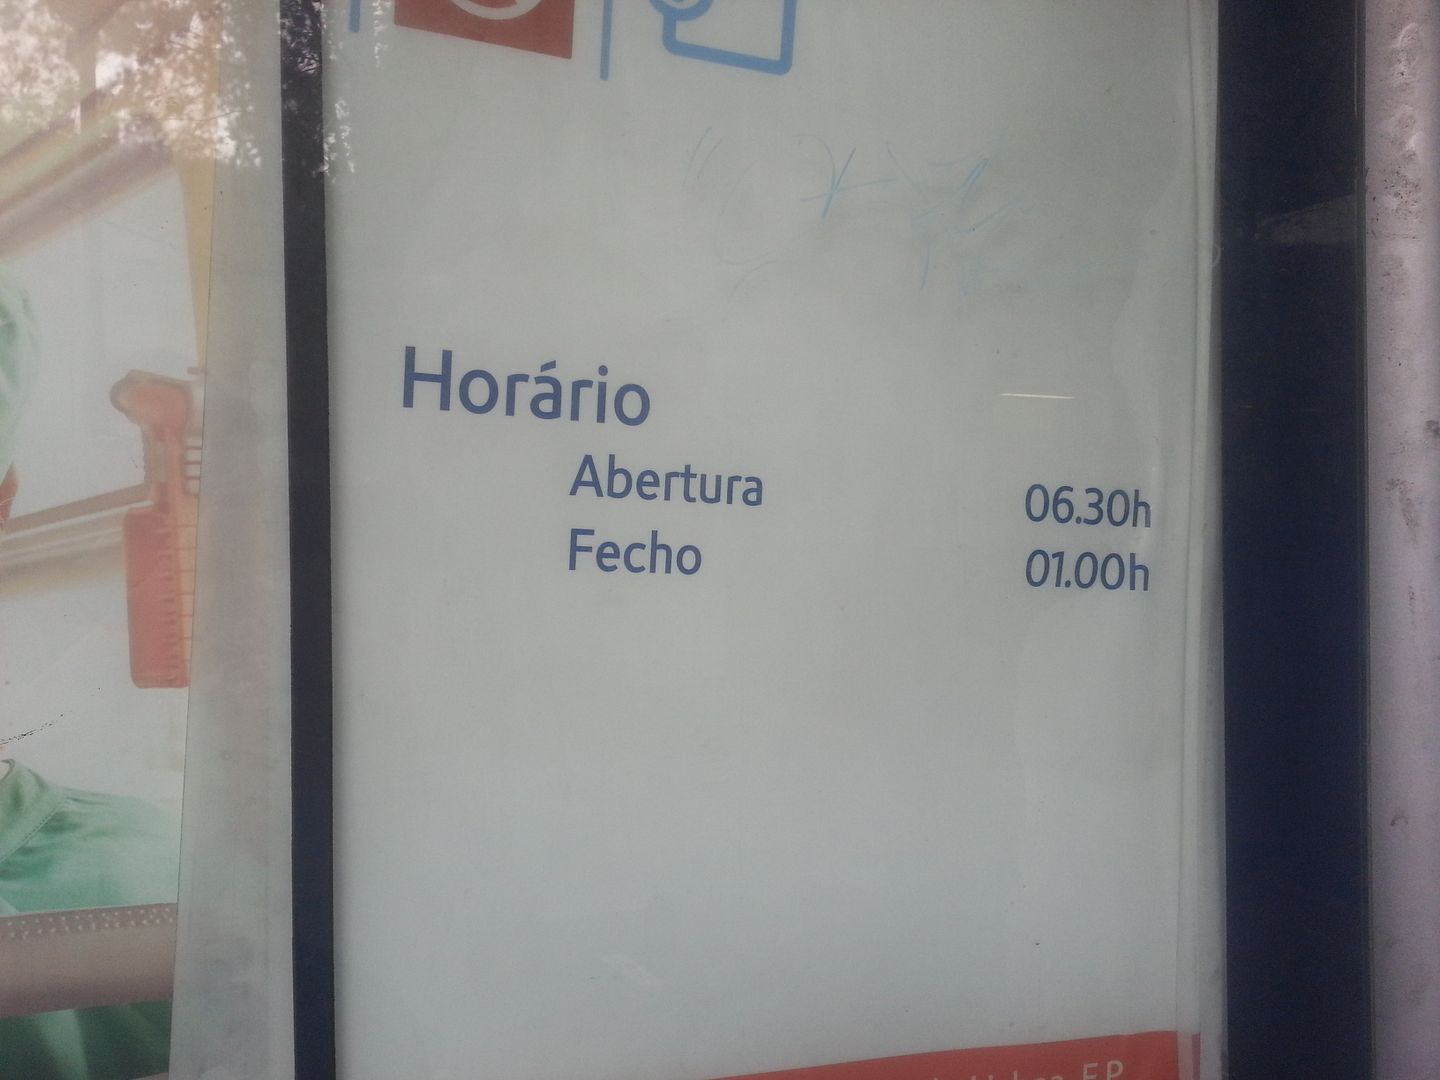 Horário
Abertura 06.30h
Fecho 01.00h
E.P.